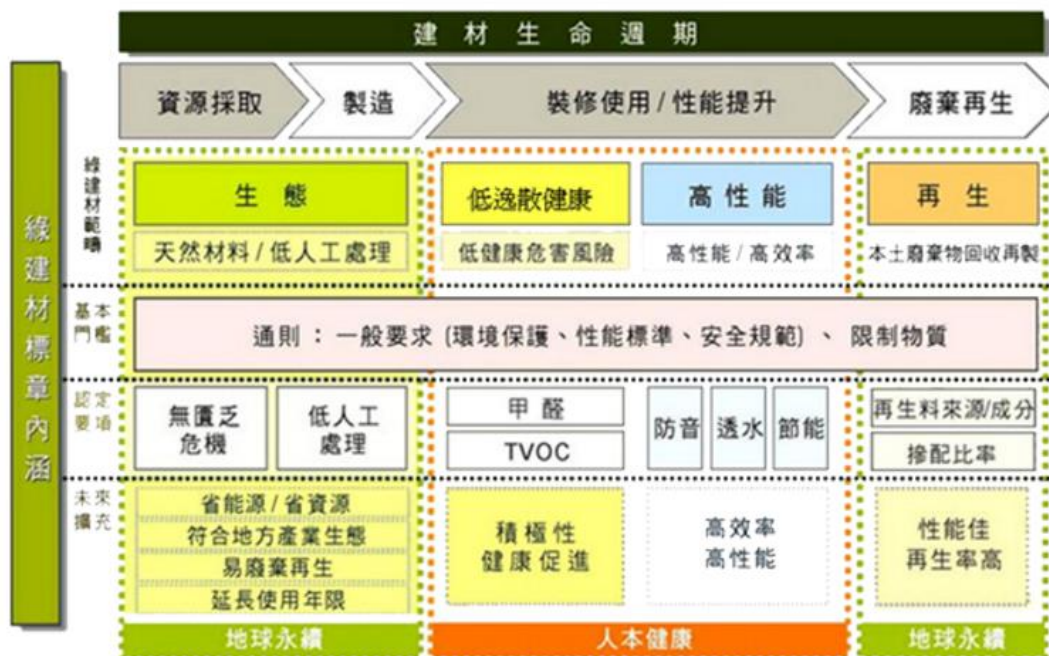 建材生命週期
綠建材標章內涵
資源採取
製造
裝修使用/性能提升
廢棄再生
綠建材範疇
生態
低逸散健康
高性能
再生
天然材料/低人工處理
低健康危害風險
高性能/高效率
本土廢棄物回收再製
基本
門檻
通則：一般要求(環境保護、性能標準、安全規範)、限制物質
認定
要項
無匱乏
危機
低人工
處理
甲醛
TVOC
防音
透水
節能
再生料來源/成分
摻配比率
未來
擴充
省能源/省資源
符合地方產業生態
易廢棄再生
延長使用年限
積極性
健康促進
高效率
高性能
性能佳
再生率高
地球永續
人本健康
地球永續